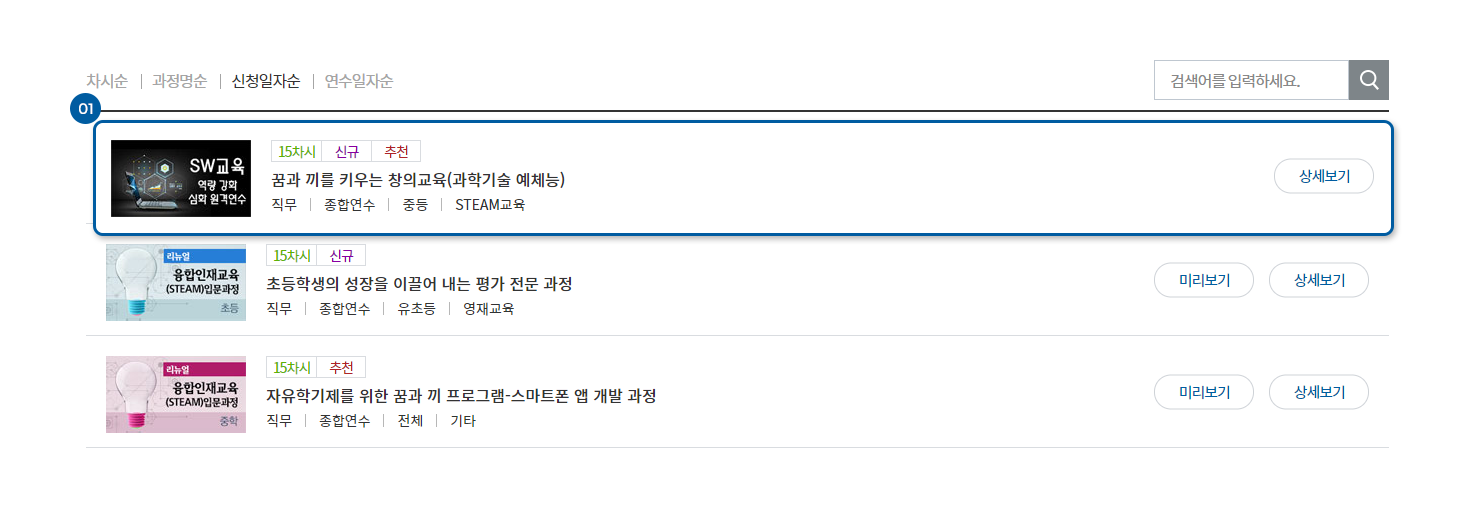 차시순 | 과정명순 | 신청일자순 | 연수일자순
검색어를 입력하세요.
01
SW교육
역량 강화
심화 원격연수
15차시 신규 추천
꿈과 끼를 키우는 창의교육(과학기술 예체능)
직무 | 종합연수 | 중등 | STEAM교육
상세보기
리뉴얼
융합인재교육
(STEAM)입문과정
초등
15차시 신규
초등학생의 성장을 이끌어 내는 평가 전문 과정
직무 | 종합연수 | 유초등 | 영재교육
미리보기 상세보기
리뉴얼
융합인재교육
(STEAM)입문과정
중학
15차시 추천
자유학기제를 위한 꿈과 끼 프로그램-스마트폰 앱 개발 과정
직무 | 종합연수 | 전체 | 기타
미리보기 상세보기